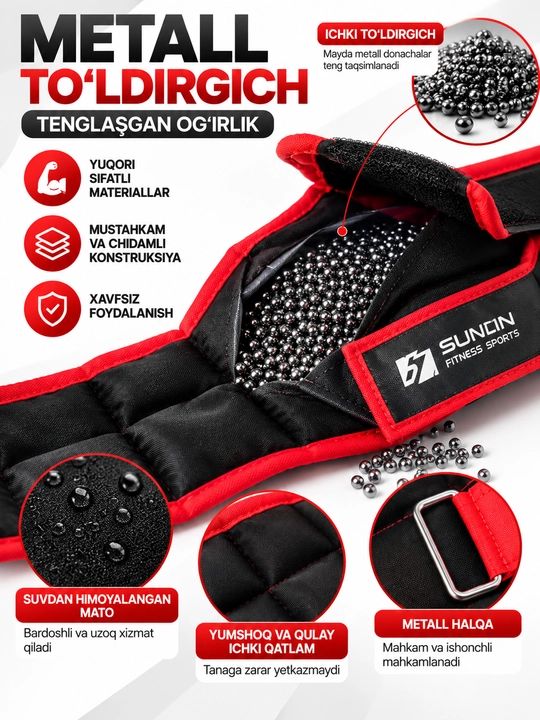 METALL
TO‘LDIRGICH
TENGLAŞGAN OG‘IRLIK
ICHKI TO‘LDIRGICH
Mayda metall donachalar
teng taqsimlanadi
YUQORI
SIFATLI
MATERIALLAR
MUSTAHKAM
VA CHIDAMLI
KONSTRUKSIYA
XAVFSIZ
FOYDALANISH
SUNCIN
FITNESS SPORTS
SUVDAN HIMOYALANGAN
MATO
Bardoshli va uzoq xizmat
qiladi
YUMSHOQ VA QULAY
ICHKI QATLAM
Tanaga zarar yetkazmaydi
METALL HALQA
Mahkam va ishonchli
mahkamlanadi